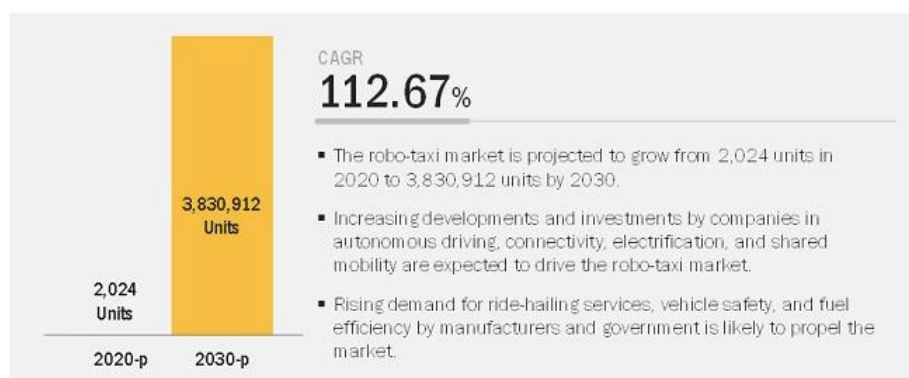 CAGR
112.67%
▪ The robo-taxi market is projected to grow from 2,024 units in
2020 to 3,830,912 units by 2030.
▪ Increasing developments and investments by companies in
autonomous driving, connectivity, electrification, and shared
mobility are expected to drive the robo-taxi market.
▪ Rising demand for ride-hailing services, vehicle safety, and fuel
efficiency by manufacturers and government is likely to propel the
market.
3,830,912
Units
2,024
Units
2020-p
2030-p